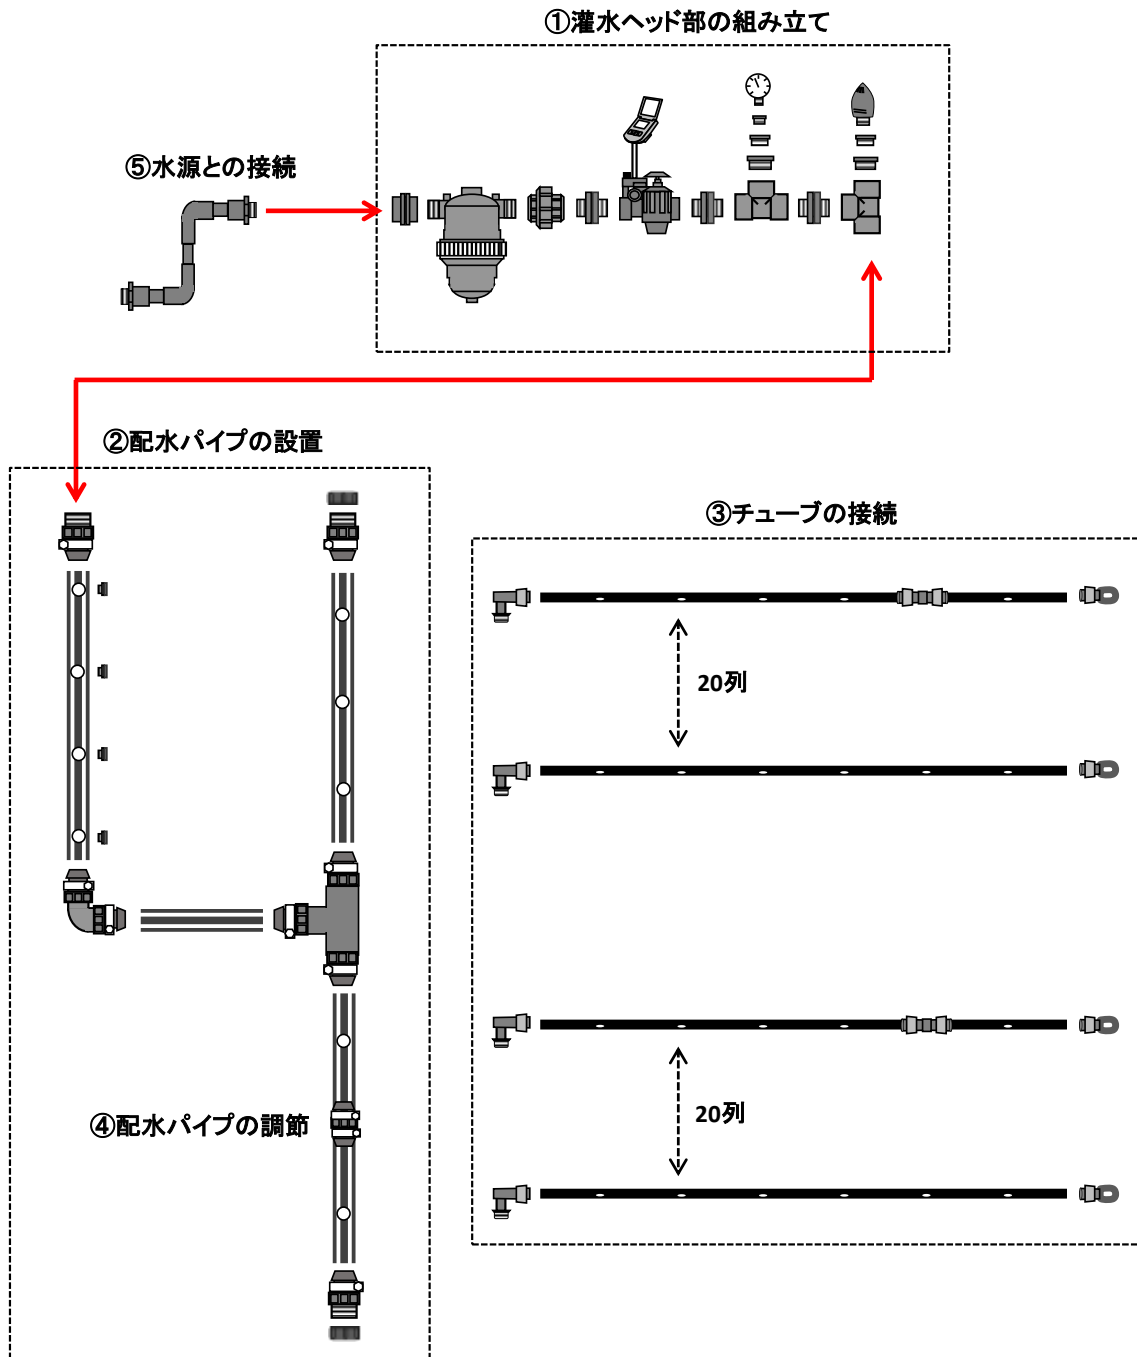 ①灌水ヘッド部の組み立て
⑤水源との接続
②配水パイプの設置
③チューブの接続
20列
④配水パイプの調節
20列